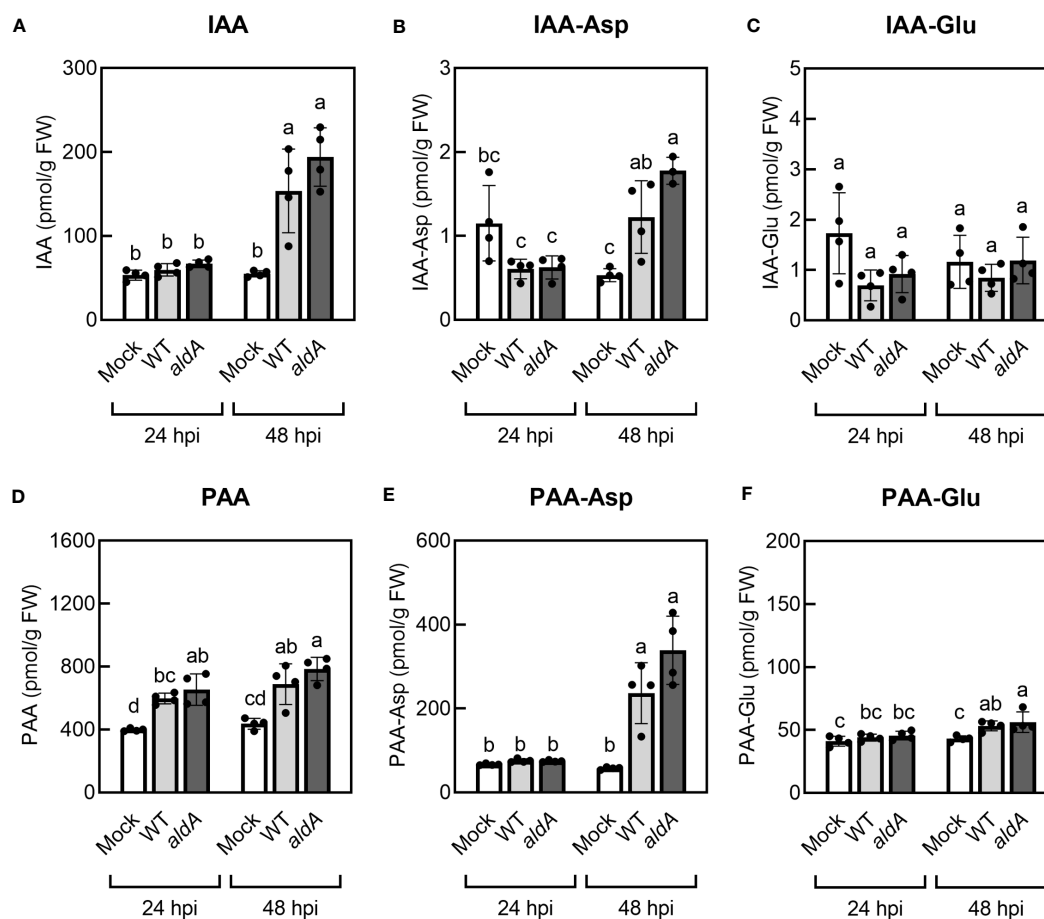 A IAA
IAA (pmol/g FW)
300
200
100
0
b b b b a a
Mock WT aldA Mock WT aldA
24 hpi 48 hpi
B IAA-Asp
IAA-Asp (pmol/g FW)
3
2
1
0
bc c c c ab a
Mock WT aldA Mock WT aldA
24 hpi 48 hpi
C IAA-Glu
IAA-Glu (pmol/g FW)
5
4
3
2
1
0
a a a a a a
Mock WT aldA Mock WT aldA
24 hpi 48 hpi
D PAA
PAA (pmol/g FW)
1600
1200
800
400
0
d bc ab cd ab a
Mock WT aldA Mock WT aldA
24 hpi 48 hpi
E PAA-Asp
PAA-Asp (pmol/g FW)
600
400
200
0
b b b b a a
Mock WT aldA Mock WT aldA
24 hpi 48 hpi
F PAA-Glu
PAA-Glu (pmol/g FW)
200
150
100
50
0
c bc bc c ab a
Mock WT aldA Mock WT aldA
24 hpi 48 hpi